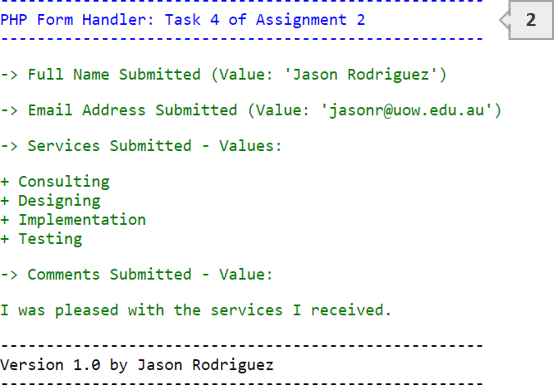 -----------------------------------------------------
PHP Form Handler: Task 4 of Assignment 2
2
-----------------------------------------------------
-> Full Name Submitted (Value: 'Jason Rodriguez')
-> Email Address Submitted (Value: 'jasonr@uow.edu.au')
-> Services Submitted - Values:
+ Consulting
+ Designing
+ Implementation
+ Testing
-> Comments Submitted - Value:
I was pleased with the services I received.
-----------------------------------------------------
Version 1.0 by Jason Rodriguez
-----------------------------------------------------